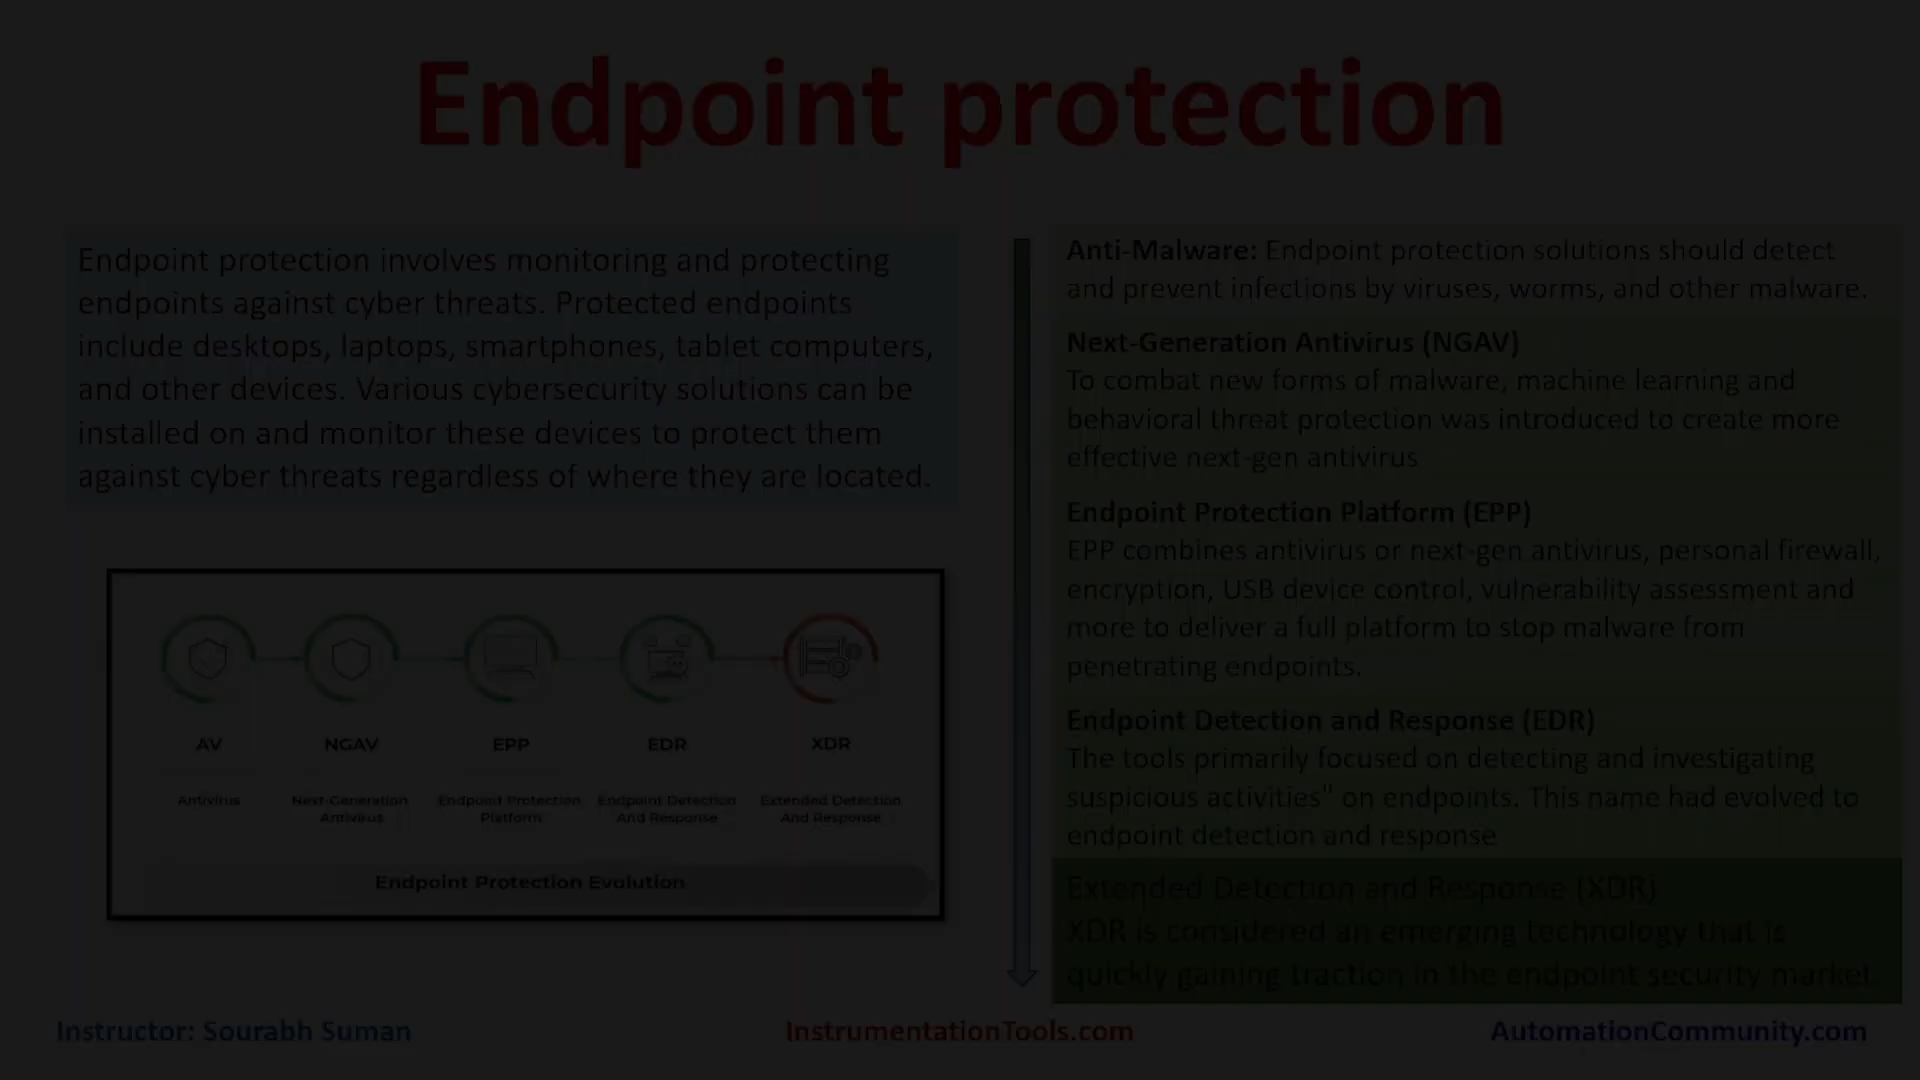 Endpoint protection
Endpoint protection involves monitoring and protecting
endpoints against cyber threats. Protected endpoints
include desktops, laptops, smartphones, tablet computers,
and other devices. Various cybersecurity solutions can be
installed on and monitor these devices to protect them
against cyber threats regardless of where they are located.
AV
NGAV
EPP
EDR
XDR
Antivirus
Next-Generation
Antivirus
Endpoint Protection
Platform
Endpoint Detection
And Response
Extended Detection
And Response
Endpoint Protection Evolution
Anti-Malware: Endpoint protection solutions should detect
and prevent infections by viruses, worms, and other malware.
Next-Generation Antivirus (NGAV)
To combat new forms of malware, machine learning and
behavioral threat protection was introduced to create more
effective next-gen antivirus
Endpoint Protection Platform (EPP)
EPP combines antivirus or next-gen antivirus, personal firewall,
encryption, USB device control, vulnerability assessment and
more to deliver a full platform to stop malware from
penetrating endpoints.
Endpoint Detection and Response (EDR)
The tools primarily focused on detecting and investigating
suspicious activities" on endpoints. This name had evolved to
endpoint detection and response
Extended Detection and Response (XDR)
XDR is considered an emerging technology that is
quickly gaining traction in the endpoint security market.
Instructor: Sourabh Suman
InstrumentationTools.com
AutomationCommunity.com